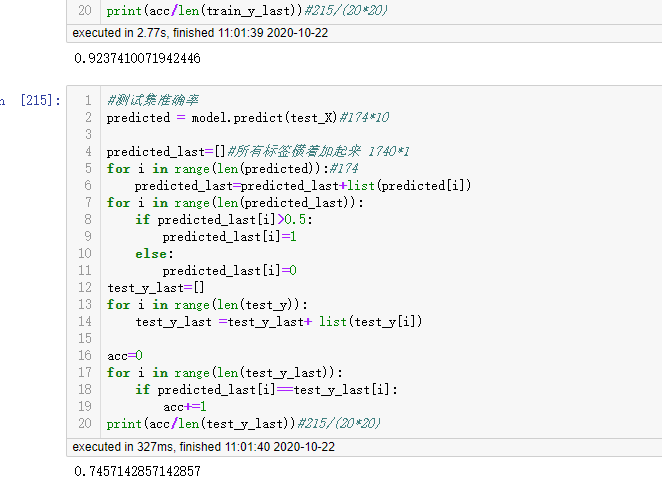 20 print(acc/len(train_y_last))#215/(20*20)
executed in 2.77s, finished 11:01:39 2020-10-22
0.9237410071942446
n [215]:
1 #测试集准确率
2 predicted = model.predict(test_X)#174*10
3
4 predicted_last=[]#所有标签横着加起来 1740*1
5 for i in range(len(predicted)):#174
6     predicted_last=predicted_last+list(predicted[i])
7 for i in range(len(predicted_last)):
8     if predicted_last[i]>0.5:
9         predicted_last[i]=1
10     else:
11         predicted_last[i]=0
12 test_y_last=[]
13 for i in range(len(test_y)):
14     test_y_last =test_y_last+ list(test_y[i])
15
16 acc=0
17 for i in range(len(test_y_last)):
18     if predicted_last[i]==test_y_last[i]:
19         acc+=1
20 print(acc/len(test_y_last))#215/(20*20)
executed in 327ms, finished 11:01:40 2020-10-22
0.7457142857142857